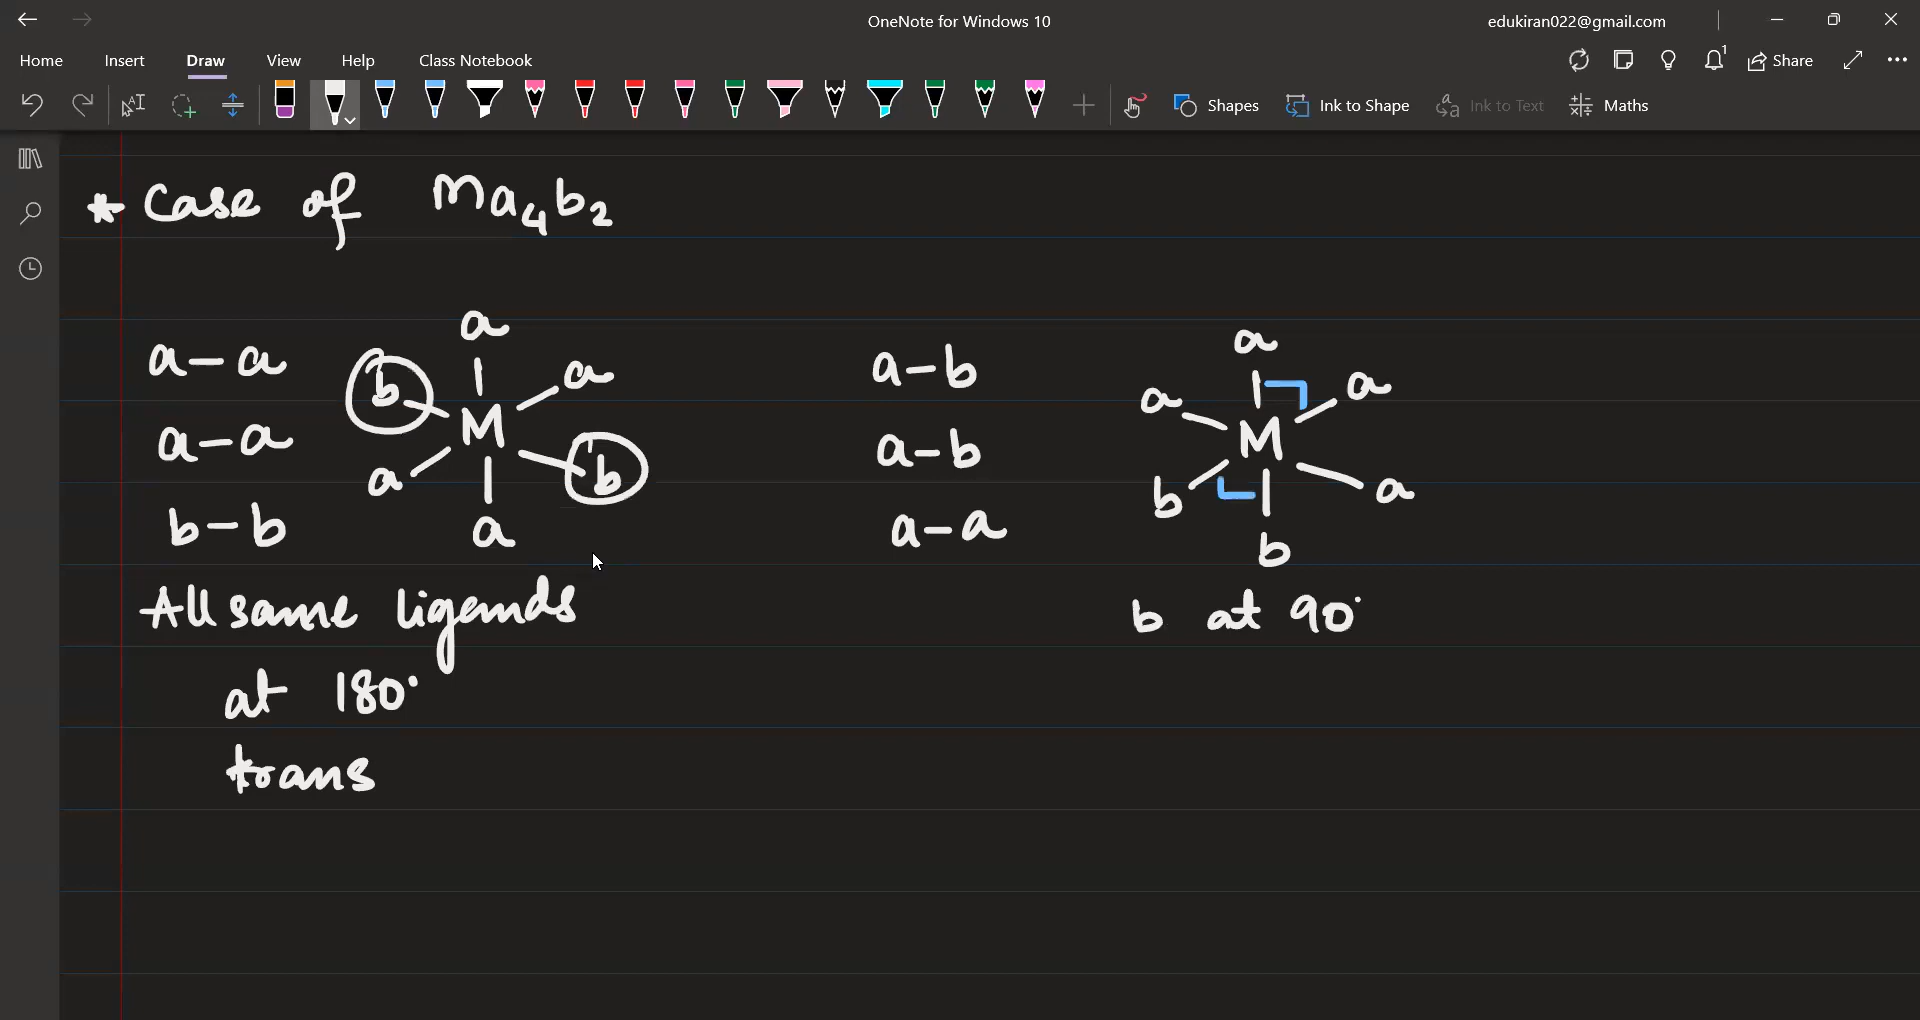 OneNote for Windows 10
edukiran022@gmail.com
Home Insert Draw View Help Class Notebook
1
Share
Shapes Ink to Shape Ink to Text Maths
* Case of Ma4b2
a
a-a
b
a
a-a
M
a
b
b-b
a
All same ligands
at 180°
trans
a
a-b
a
a
a-b
M
b
a
a-a
b
b at 90°